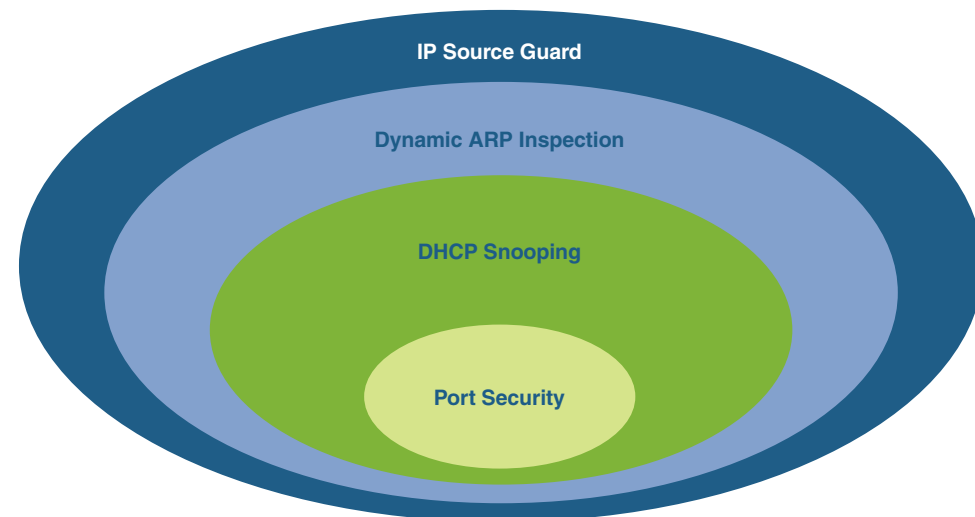 IP Source Guard
Dynamic ARP Inspection
DHCP Snooping
Port Security